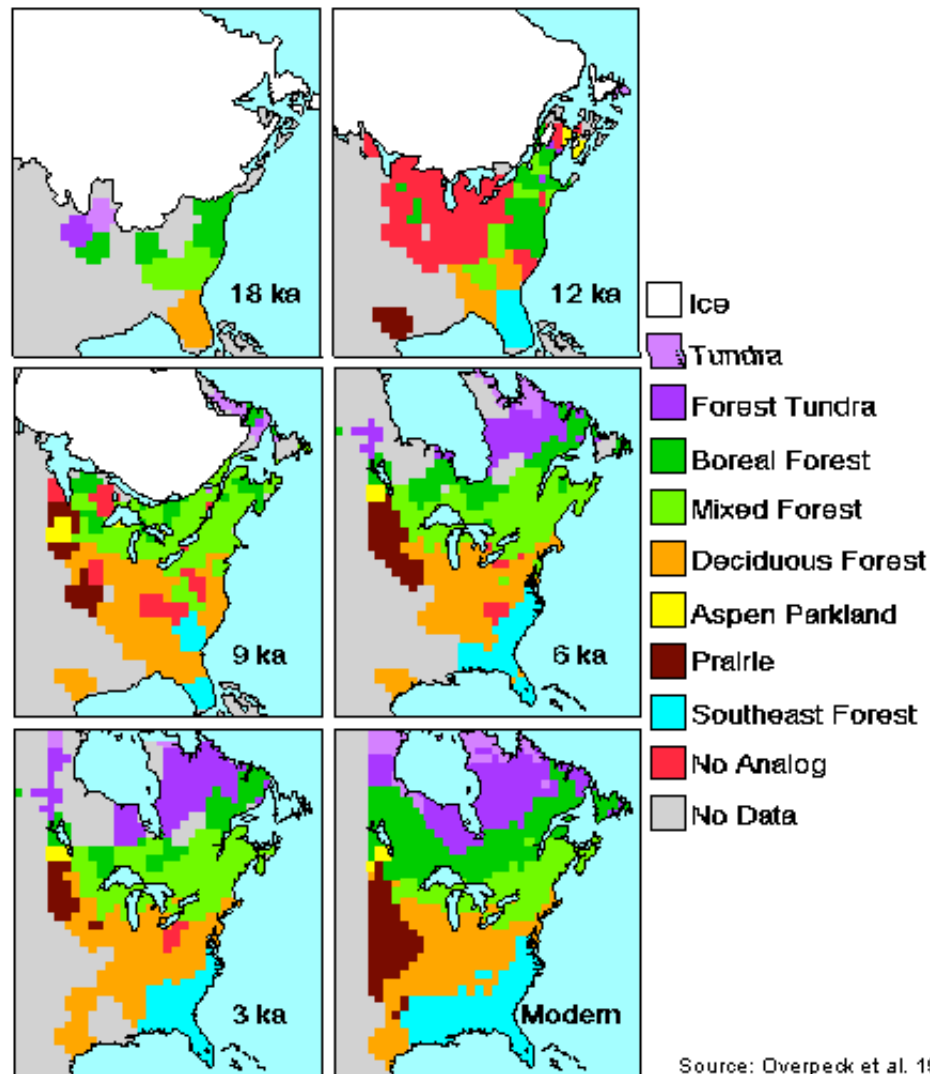 18 ka
12 ka
9 ka
6 ka
3 ka
Modern
Ice
Tundra
Forest Tundra
Boreal Forest
Mixed Forest
Deciduous Forest
Aspen Parkland
Prairie
Southeast Forest
No Analog
No Data
Source: Overpeck et al. 19